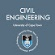 CIVIL
ENGINEERING
University of Cape Town